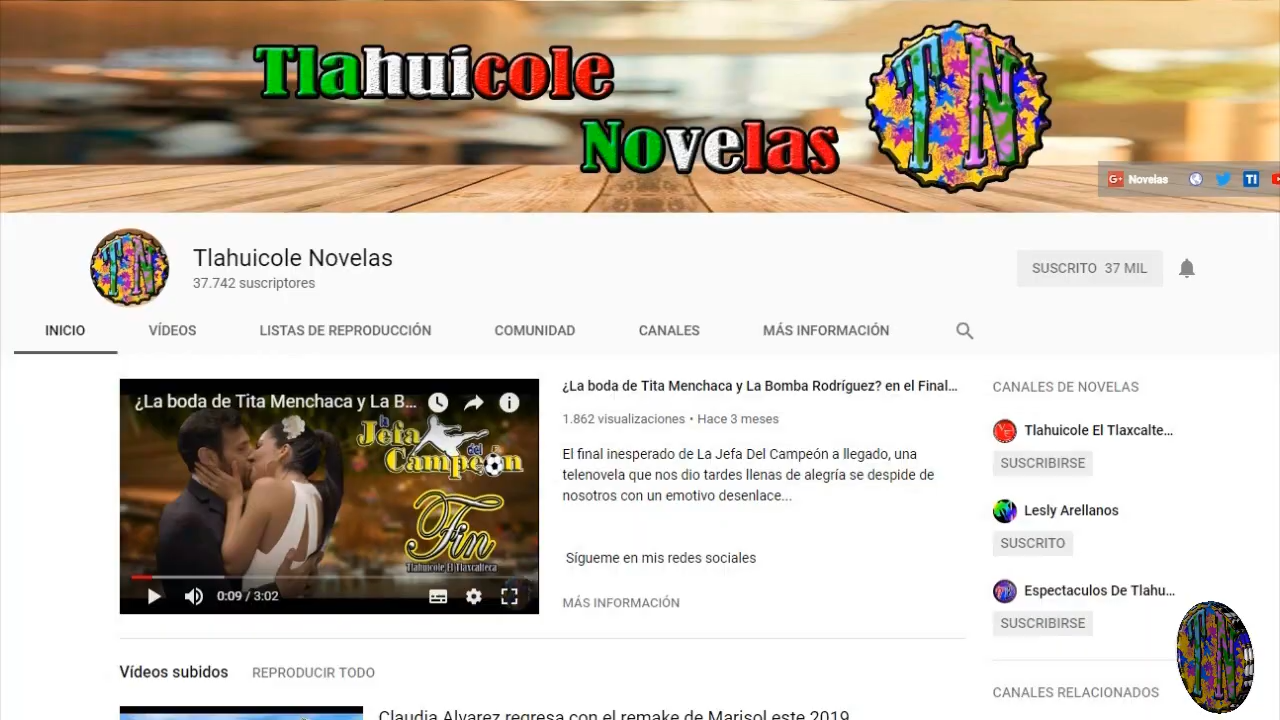 Tlahuicole
Novelas
TN
G+ Novelas
TN
Tlahuicole Novelas
37.742 suscriptores
SUSCRITO 37 MIL
INICIO
VÍDEOS
LISTAS DE REPRODUCCIÓN
COMUNIDAD
CANALES
MÁS INFORMACIÓN
¿La boda de Tita Menchaca y La B...
la Jefa
del
Campeón
Fin
Tlahuicole El Tlaxcalteca
0:09 / 3:02
¿La boda de Tita Menchaca y La Bomba Rodríguez? en el Final...
1.862 visualizaciones • Hace 3 meses
El final inesperado de La Jefa Del Campeón a llegado, una
telenovela que nos dio tardes llenas de alegría se despide de
nosotros con un emotivo desenlace...
Sígueme en mis redes sociales
MÁS INFORMACIÓN
CANALES DE NOVELAS
Tlahuicole El Tlaxcalte...
SUSCRIBIRSE
Lesly Arellanos
SUSCRITO
Espectaculos De Tlahu...
SUSCRIBIRSE
CANALES RELACIONADOS
TN
Vídeos subidos
REPRODUCIR TODO
Claudia Alvarez regresa con el remake de Marisol este 2019